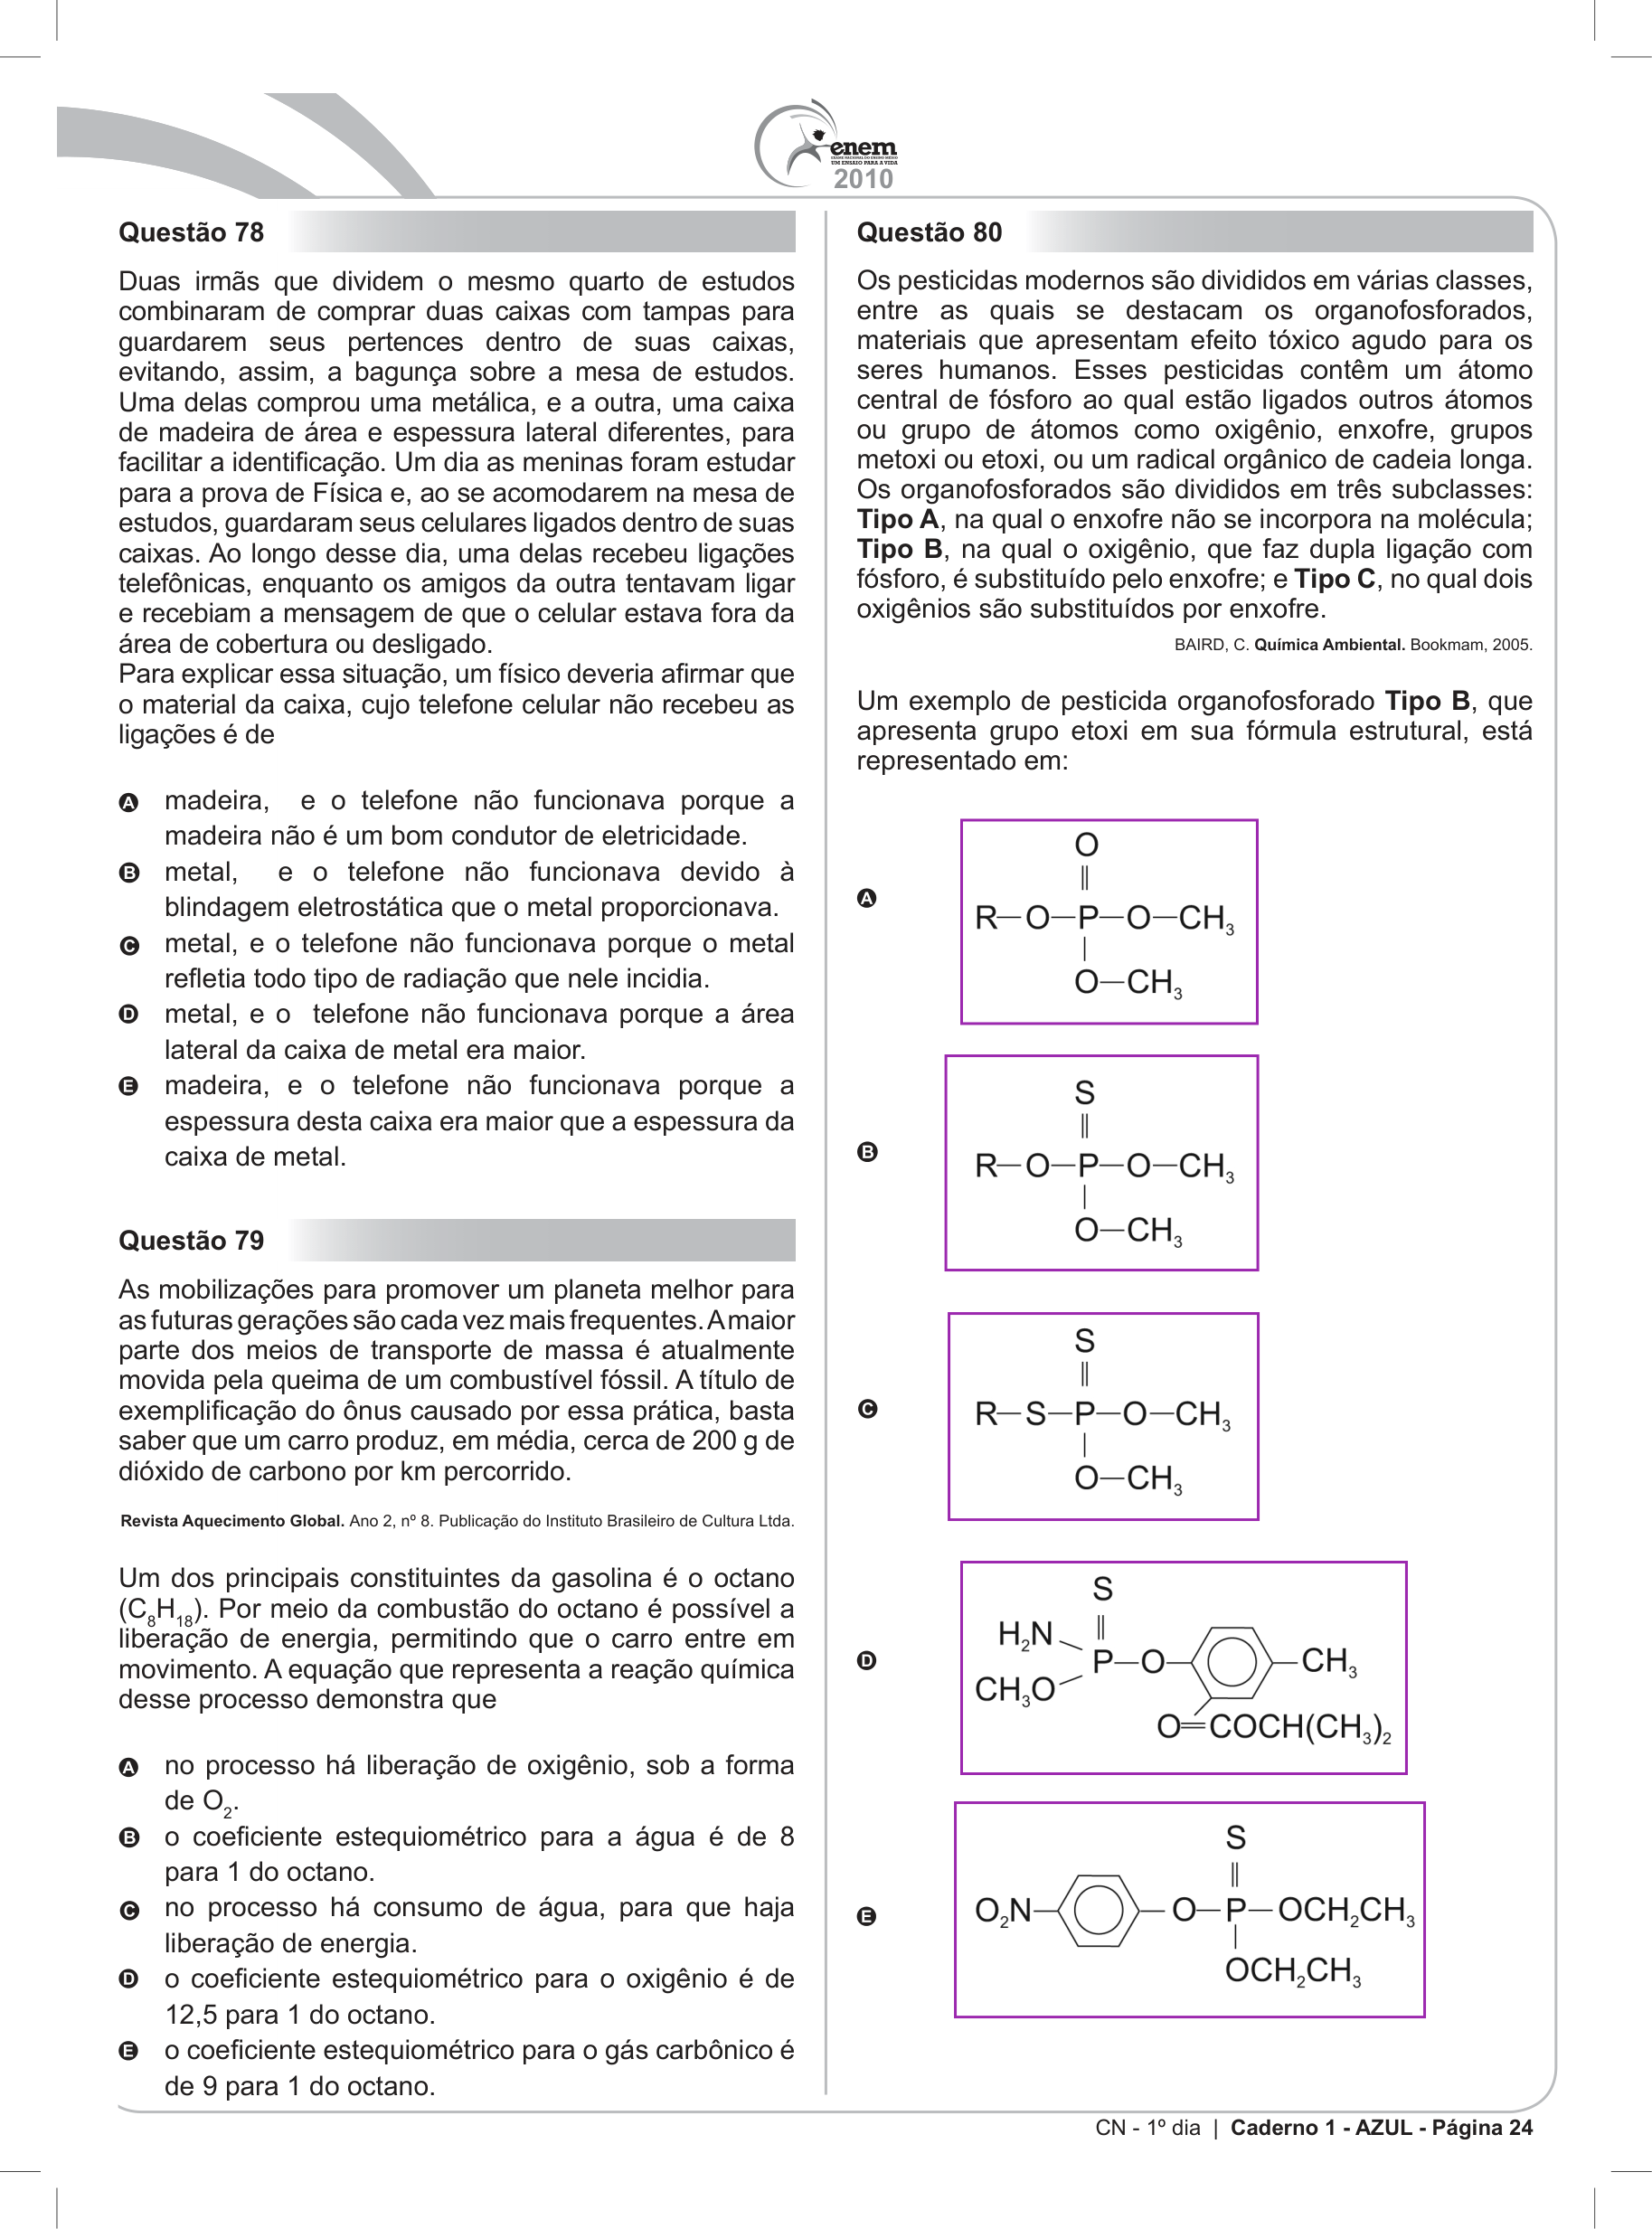 enem
EXAME NACIONAL DO ENSINO MÉDIO
UM ENSAIO PARA A VIDA
2010
Questão 78
Duas irmãs que dividem o mesmo quarto de estudos
combinaram de comprar duas caixas com tampas para
guardarem seus pertences dentro de suas caixas,
evitando, assim, a bagunça sobre a mesa de estudos.
Uma delas comprou uma metálica, e a outra, uma caixa
de madeira de área e espessura lateral diferentes, para
facilitar a identificação. Um dia as meninas foram estudar
para a prova de Física e, ao se acomodarem na mesa de
estudos, guardaram seus celulares ligados dentro de suas
caixas. Ao longo desse dia, uma delas recebeu ligações
telefônicas, enquanto os amigos da outra tentavam ligar
e recebiam a mensagem de que o celular estava fora da
área de cobertura ou desligado.
Para explicar essa situação, um físico deveria afirmar que
o material da caixa, cujo telefone celular não recebeu as
ligações é de
A madeira, e o telefone não funcionava porque a
madeira não é um bom condutor de eletricidade.
B metal, e o telefone não funcionava devido à
blindagem eletrostática que o metal proporcionava.
C metal, e o telefone não funcionava porque o metal
refletia todo tipo de radiação que nele incidia.
D metal, e o telefone não funcionava porque a área
lateral da caixa de metal era maior.
E madeira, e o telefone não funcionava porque a
espessura desta caixa era maior que a espessura da
caixa de metal.
Questão 79
As mobilizações para promover um planeta melhor para
as futuras gerações são cada vez mais frequentes. A maior
parte dos meios de transporte de massa é atualmente
movida pela queima de um combustível fóssil. A título de
exemplificação do ônus causado por essa prática, basta
saber que um carro produz, em média, cerca de 200 g de
dióxido de carbono por km percorrido.
Revista Aquecimento Global. Ano 2, nº 8. Publicação do Instituto Brasileiro de Cultura Ltda.
Um dos principais constituintes da gasolina é o octano
(C8H18). Por meio da combustão do octano é possível a
liberação de energia, permitindo que o carro entre em
movimento. A equação que representa a reação química
desse processo demonstra que
A no processo há liberação de oxigênio, sob a forma
de O2.
B o coeficiente estequiométrico para a água é de 8
para 1 do octano.
C no processo há consumo de água, para que haja
liberação de energia.
D o coeficiente estequiométrico para o oxigênio é de
12,5 para 1 do octano.
E o coeficiente estequiométrico para o gás carbônico é
de 9 para 1 do octano.
Questão 80
Os pesticidas modernos são divididos em várias classes,
entre as quais se destacam os organofosforados,
materiais que apresentam efeito tóxico agudo para os
seres humanos. Esses pesticidas contêm um átomo
central de fósforo ao qual estão ligados outros átomos
ou grupo de átomos como oxigênio, enxofre, grupos
metoxi ou etoxi, ou um radical orgânico de cadeia longa.
Os organofosforados são divididos em três subclasses:
Tipo A, na qual o enxofre não se incorpora na molécula;
Tipo B, na qual o oxigênio, que faz dupla ligação com
fósforo, é substituído pelo enxofre; e Tipo C, no qual dois
oxigênios são substituídos por enxofre.
BAIRD, C. Química Ambiental. Bookmam, 2005.
Um exemplo de pesticida organofosforado Tipo B, que
apresenta grupo etoxi em sua fórmula estrutural, está
representado em:
A
O
R—O—P—O—CH3
O—CH3
B
S
R—O—P—O—CH3
O—CH3
C
S
R—S—P—O—CH3
O—CH3
D
S
H2N
P—O
CH3
CH3O
O=COCH(CH3)2
E
S
O2N
O—P—OCH2CH3
OCH2CH3
CN - 1º dia | Caderno 1 - AZUL - Página 24